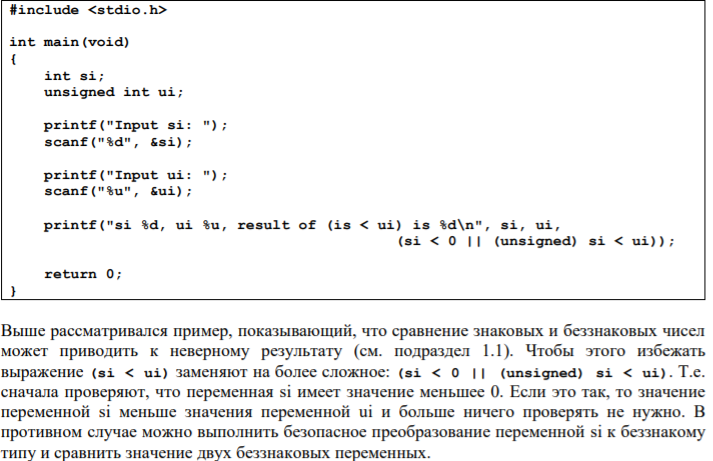 #include <stdio.h>
int main(void)
{
int si;
unsigned int ui;
printf("Input si: ");
scanf("%d", &si);
printf("Input ui: ");
scanf("%u", &ui);
printf("si %d, ui %u, result of (is < ui) is %d\n", si, ui,
(si < 0 || (unsigned) si < ui));
return 0;
}
Выше рассматривался пример, показывающий, что сравнение знаковых и беззнаковых чисел
может приводить к неверному результату (см. подраздел 1.1). Чтобы этого избежать
выражение (si < ui) заменяют на более сложное: (si < 0 || (unsigned) si < ui). Т.е.
сначала проверяют, что переменная si имеет значение меньшее 0. Если это так, то значение
переменной si меньше значения переменной ui и больше ничего проверять не нужно. В
противном случае можно выполнить безопасное преобразование переменной si к беззнакому
типу и сравнить значение двух беззнаковых переменных.